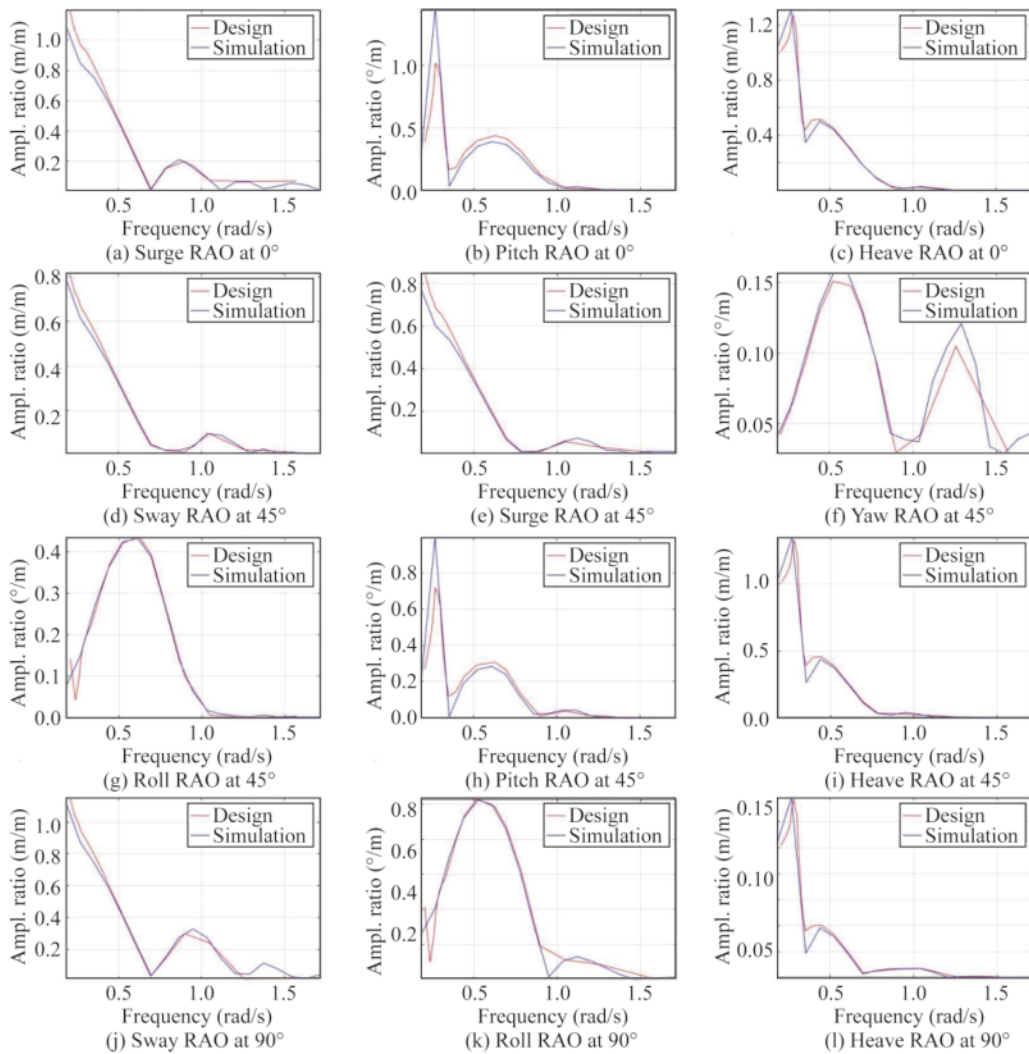 Ampl. ratio (m/m)
1.0
0.8
0.6
0.4
0.2
Design
Simulation
0.5 1.0 1.5
Frequency (rad/s)
(a) Surge RAO at 0°
Ampl. ratio (°/m)
1.0
0.5
0.0
Design
Simulation
0.5 1.0 1.5
Frequency (rad/s)
(b) Pitch RAO at 0°
Ampl. ratio (m/m)
1.2
1.0
0.8
0.4
Design
Simulation
0.5 1.0 1.5
Frequency (rad/s)
(c) Heave RAO at 0°
Ampl. ratio (m/m)
0.8
0.6
0.4
0.2
Design
Simulation
0.5 1.0 1.5
Frequency (rad/s)
(d) Sway RAO at 45°
Ampl. ratio (m/m)
0.8
0.6
0.4
0.2
Design
Simulation
0.5 1.0 1.5
Frequency (rad/s)
(e) Surge RAO at 45°
Ampl. ratio (°/m)
0.15
0.10
0.05
Design
Simulation
0.5 1.0 1.5
Frequency (rad/s)
(f) Yaw RAO at 45°
Ampl. ratio (°/m)
0.4
0.3
0.2
0.1
0.0
Design
Simulation
0.5 1.0 1.5
Frequency (rad/s)
(g) Roll RAO at 45°
Ampl. ratio (°/m)
0.8
0.6
0.4
0.2
0.0
Design
Simulation
0.5 1.0 1.5
Frequency (rad/s)
(h) Pitch RAO at 45°
Ampl. ratio (m/m)
1.0
0.5
0.0
Design
Simulation
0.5 1.0 1.5
Frequency (rad/s)
(i) Heave RAO at 45°
Ampl. ratio (m/m)
1.0
0.8
0.6
0.4
0.2
Design
Simulation
0.5 1.0 1.5
Frequency (rad/s)
(j) Sway RAO at 90°
Ampl. ratio (°/m)
0.8
0.6
0.4
0.2
Design
Simulation
0.5 1.0 1.5
Frequency (rad/s)
(k) Roll RAO at 90°
Ampl. ratio (m/m)
0.15
0.10
0.05
Design
Simulation
0.5 1.0 1.5
Frequency (rad/s)
(l) Heave RAO at 90°